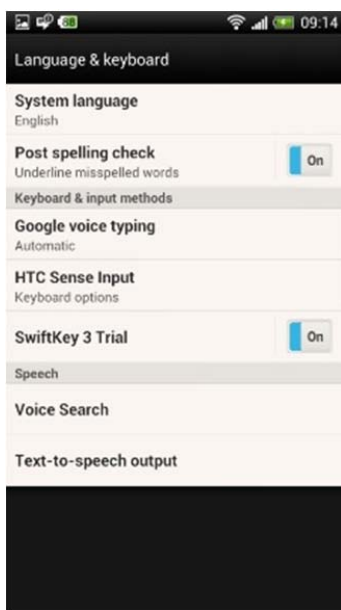 88
09:14
Language & keyboard
System language
English
Post spelling check
Underline misspelled words
On
Keyboard & input methods
Google voice typing
Automatic
HTC Sense Input
Keyboard options
SwiftKey 3 Trial
On
Speech
Voice Search
Text-to-speech output